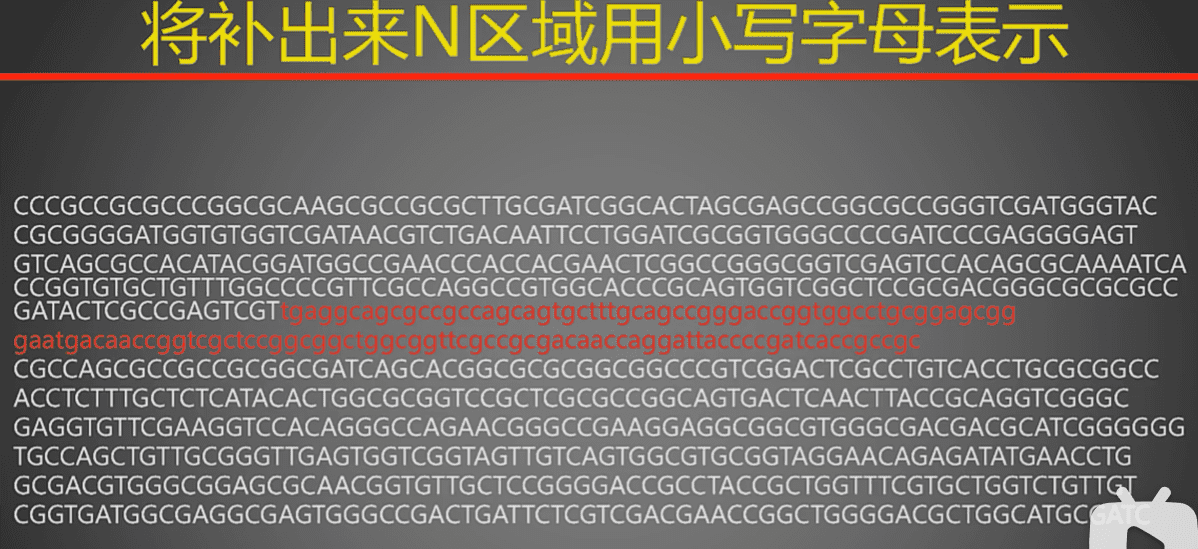 将补出来N区域用小写字母表示
CCCGCCGCGCCCGGCGCAAGCGCCGCGCTTGCGATCGGCACTAGCGAGCCGGCGCCGGGTCGATGGGTAC
CGCGGGGATGGTGTGGTCGATAACGTCTGACAATTCCTGGATCGCGGTGGGCCCCGATCCCGAGGGGAGT
GTCAGCGCCACATACGGATGGCCGAACCCACCACGAACTCGGCCGGGCGGTCGAGTCCACAGCGCAAAATCA
CCGGTGTGCTGTTTGGCCCCGTTCGCCAGGCCGTGGCACCCGCAGTGGTCGGCTCCGCGACGGGCGCGCGCC
GATACTCGCCGAGTCGTtgaggcagcgccgccagcagtgctttgcagccgggaccggtggcctgcggagcgg
gaatgacaaccggtcgctccggcggctggcggttcgccgcgacaaccaggattaccccgatcaccgccgc
CGCCAGCGCCGCCGCGGCGATCAGCACGGCGCGCGGCGGCCCGTCGGACTCGCCTGTCACCTGCGCGGCC
ACCTCTTTGCTCTCATACACTGGCGCGGTCCGCTCGCGCCGGCAGTGACTCAACTTACCGCAGGTCGGGC
GAGGTGTTCGAAGGTCCACAGGGCCAGAACGGGCCGAAGGAGGCGGCGTGGGCGACGACGCATCGGGGGG
TGCCAGCTGTTGCGGGTTGAGTGGTCGGTAGTTGTCAGTGGCGTGCGGTAGGAACAGAGATATGAACCTG
GCGACGTGGGCGGAGCGCAACGGTGTTGCTCCGGGGACCGCCTACCGCTGGTTTCGTGCTGGTCTGTTGT
CGGTGATGGCGAGGCGAGTGGGCCGACTGATTCTCGTCGACGAACCGGCTGGGGACGCTGGCATGCGATC